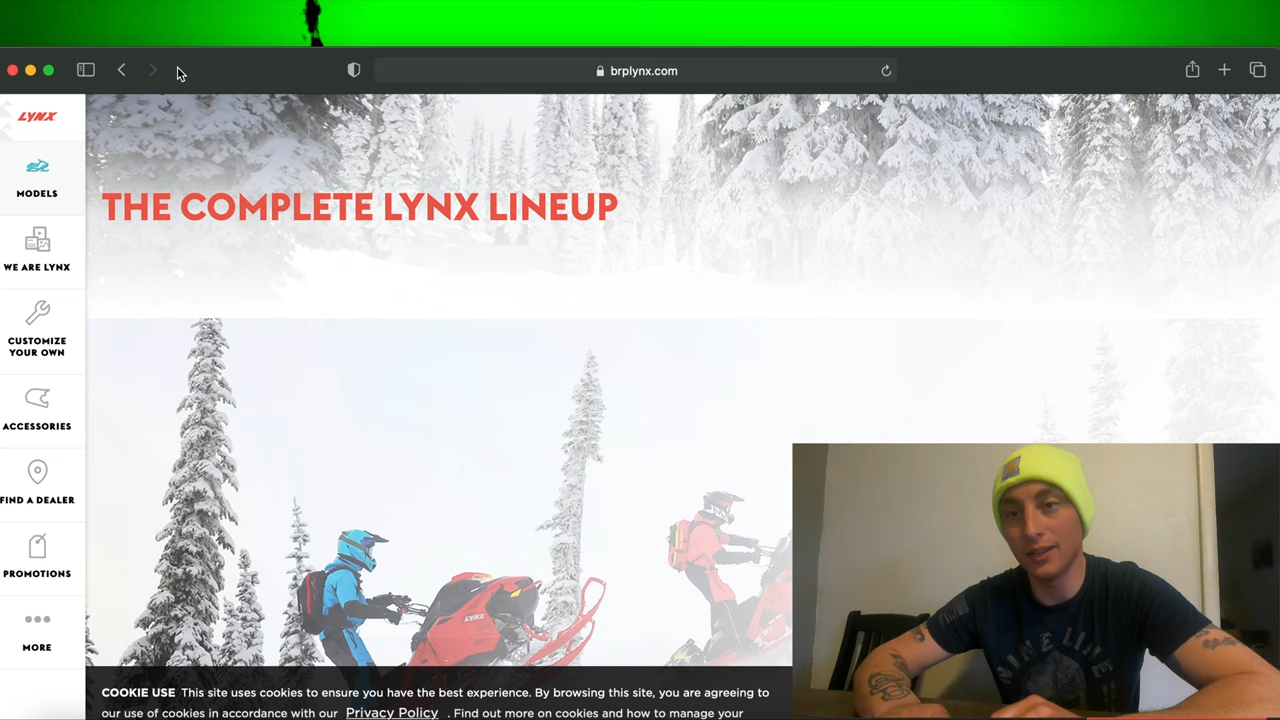 brplynx.com
LYNX
MODELS
WE ARE LYNX
CUSTOMIZE
YOUR OWN
ACCESSORIES
FIND A DEALER
PROMOTIONS
MORE
THE COMPLETE LYNX LINEUP
LYNX
COOKIE USE This site uses cookies to ensure you have the best experience. By browsing this site, you are agreeing to
our use of cookies in accordance with our Privacy Policy . Find out more on cookies and how to manage your